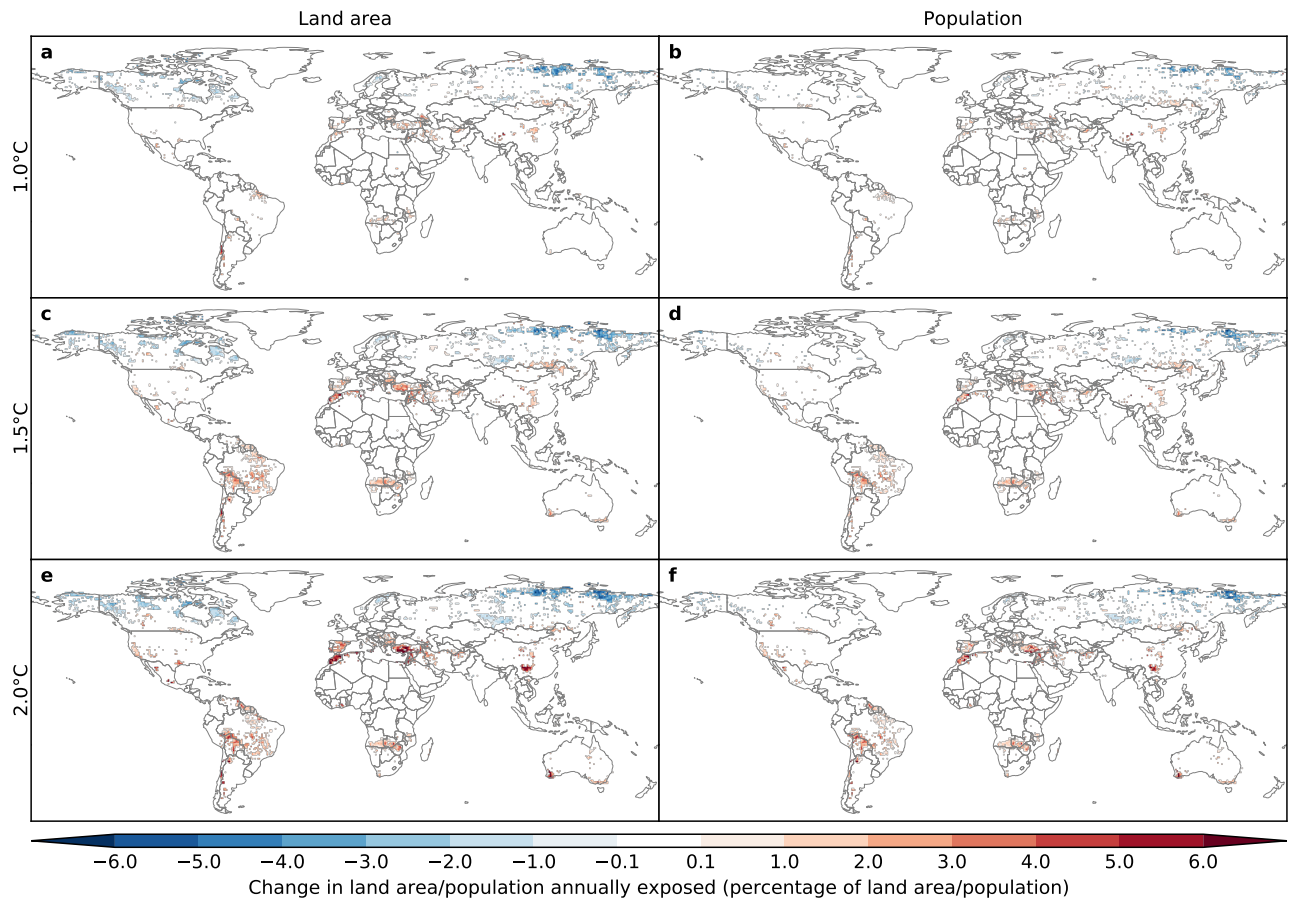 Land area
Population
a
b
1.0°C
c
d
1.5°C
e
f
2.0°C
−6.0 −5.0 −4.0 −3.0 −2.0 −1.0 −0.1 0.1 1.0 2.0 3.0 4.0 5.0 6.0
Change in land area/population annually exposed (percentage of land area/population)